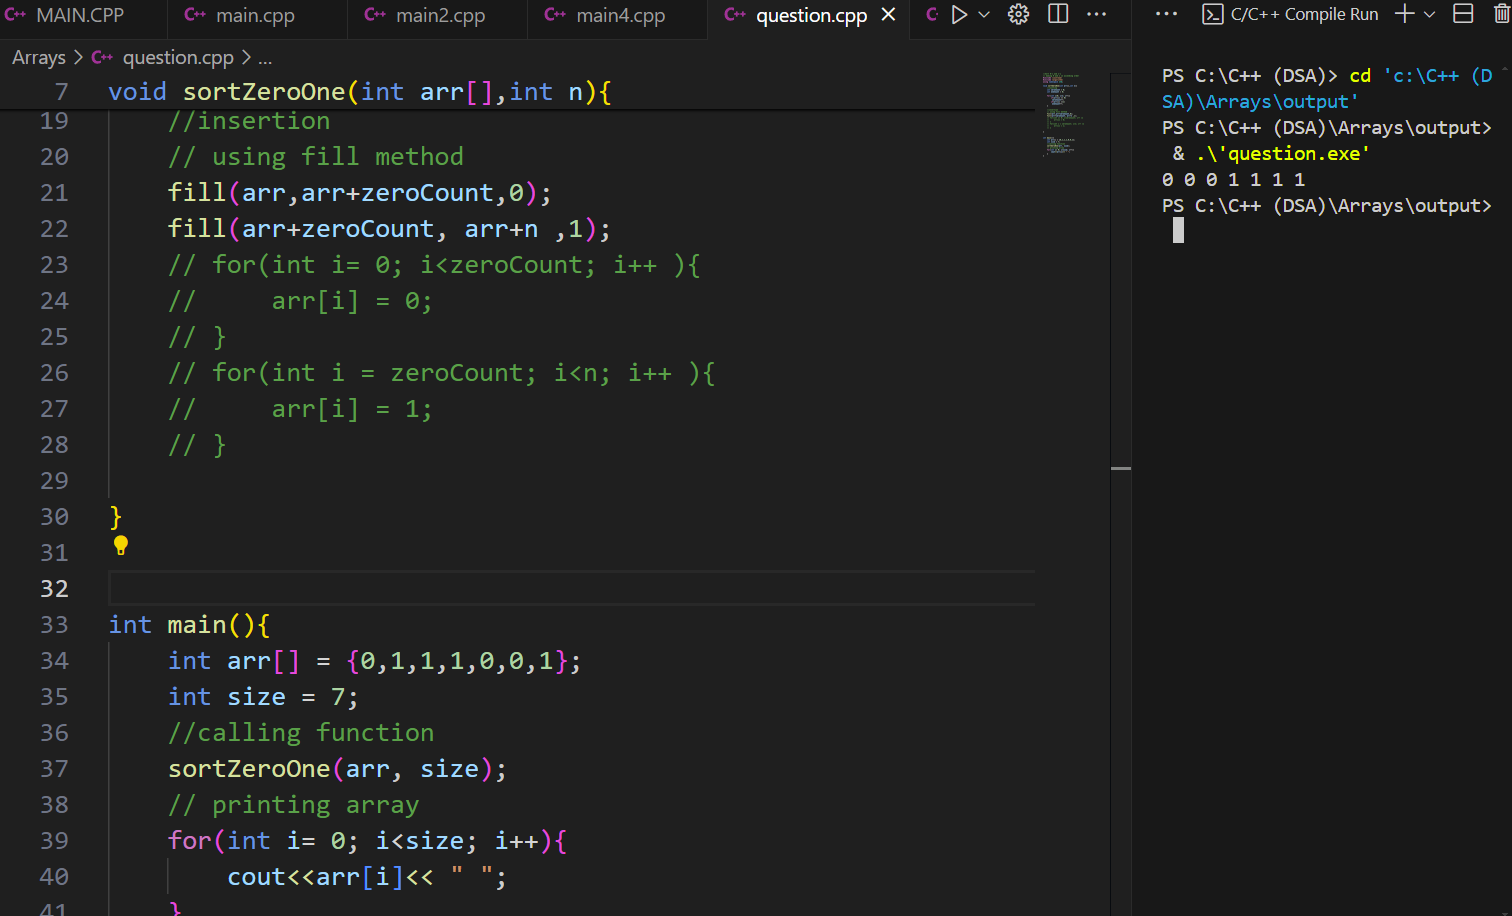 MAIN.CPP main.cpp main2.cpp main4.cpp question.cpp
Arrays > question.cpp > ...
7 void sortZeroOne(int arr[],int n){
19 //insertion
20 // using fill method
21 fill(arr,arr+zeroCount,0);
22 fill(arr+zeroCount, arr+n ,1);
23 // for(int i= 0; i<zeroCount; i++ ){
24 //     arr[i] = 0;
25 // }
26 // for(int i = zeroCount; i<n; i++ ){
27 //     arr[i] = 1;
28 // }
29
30 }
31
32
33 int main(){
34 int arr[] = {0,1,1,1,0,0,1};
35 int size = 7;
36 //calling function
37 sortZeroOne(arr, size);
38 // printing array
39 for(int i= 0; i<size; i++){
40 cout<<arr[i]<< " ";
41 }
C/C++ Compile Run
PS C:\C++ (DSA)> cd 'c:\C++ (D
SA)\Arrays\output'
PS C:\C++ (DSA)\Arrays\output>
& .\'question.exe'
0 0 0 1 1 1 1
PS C:\C++ (DSA)\Arrays\output>